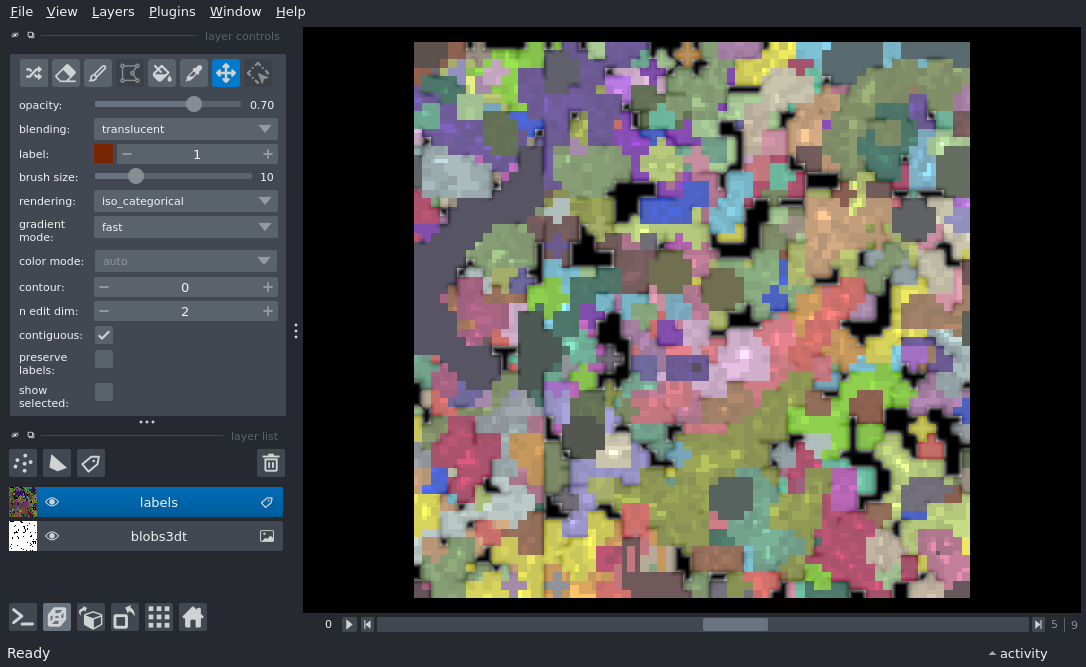 File View Layers Plugins Window Help
layer controls
opacity: 0.70
blending: translucent
label: 1
brush size: 10
rendering: iso_categorical
gradient
mode: fast
color mode: auto
contour: 0
n edit dim: 2
contiguous:
preserve
labels:
show
selected:
layer list
labels
blobs3dt
0 5 | 9
Ready activity